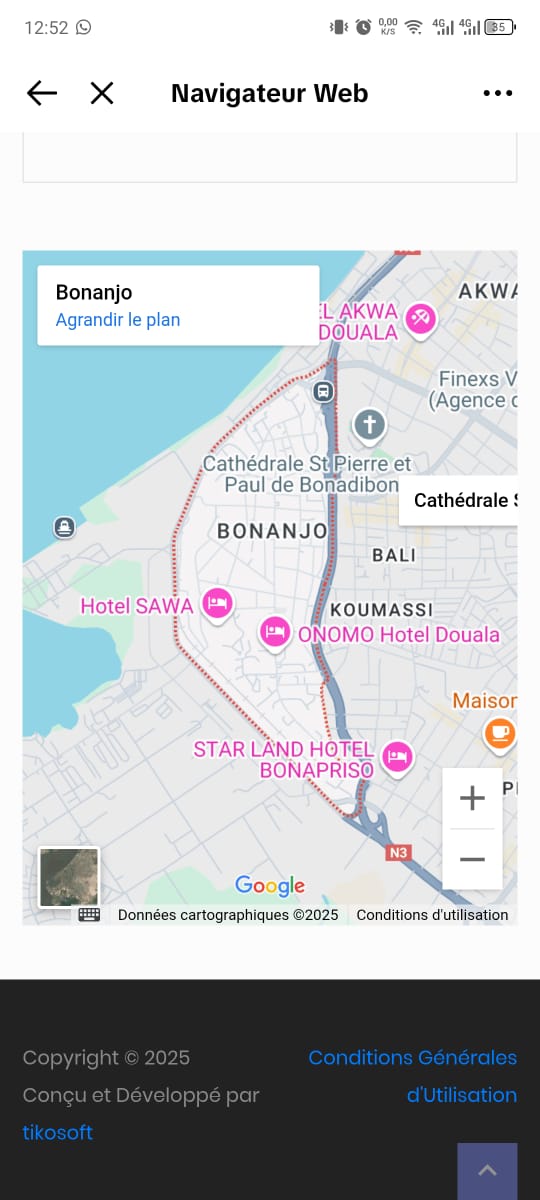 12:52
0,00
K/S
4G
4G
35
Navigateur Web
Bonanjo
Agrandir le plan
AKWA
EL AKWA
DOUALA
Finexs V
(Agence d
Cathédrale St Pierre et
Paul de Bonadibon
Cathédrale S
BONANJO
BALI
KOUMASSI
Hotel SAWA
ONOMO Hotel Douala
Maison
STAR LAND HOTEL
BONAPRISO
N3
Google
Données cartographiques ©2025
Conditions d'utilisation
Copyright © 2025
Conditions Générales
d'Utilisation
Conçu et Développé par
tikosoft